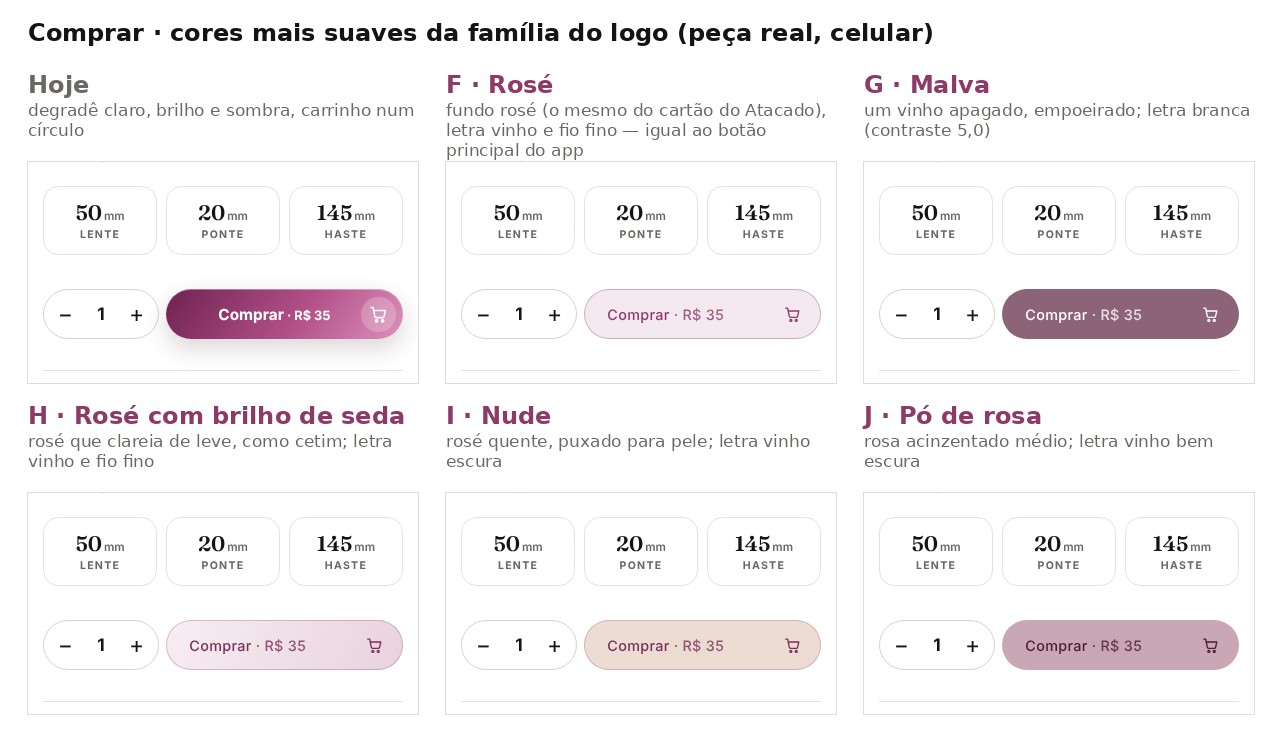 Comprar · cores mais suaves da família do logo (peça real, celular)
Hoje
degradê claro, brilho e sombra, carrinho num
círculo
50 mm
LENTE
20 mm
PONTE
145 mm
HASTE
− 1 +
Comprar · R$ 35
F · Rosé
fundo rosé (o mesmo do cartão do Atacado),
letra vinho e fio fino — igual ao botão
principal do app
50 mm
LENTE
20 mm
PONTE
145 mm
HASTE
− 1 +
Comprar · R$ 35
G · Malva
um vinho apagado, empoeirado; letra branca
(contraste 5,0)
50 mm
LENTE
20 mm
PONTE
145 mm
HASTE
− 1 +
Comprar · R$ 35
H · Rosé com brilho de seda
rosé que clareia de leve, como cetim; letra
vinho e fio fino
50 mm
LENTE
20 mm
PONTE
145 mm
HASTE
− 1 +
Comprar · R$ 35
I · Nude
rosé quente, puxado para pele; letra vinho
escura
50 mm
LENTE
20 mm
PONTE
145 mm
HASTE
− 1 +
Comprar · R$ 35
J · Pó de rosa
rosa acinzentado médio; letra vinho bem
escura
50 mm
LENTE
20 mm
PONTE
145 mm
HASTE
− 1 +
Comprar · R$ 35